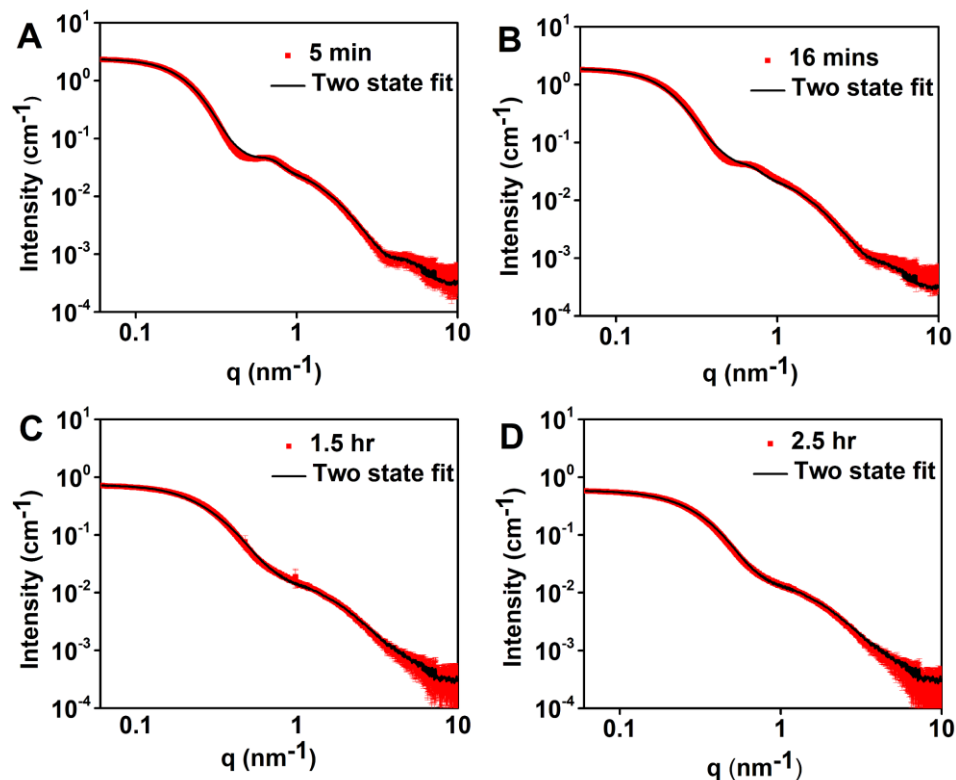 A
5 min
Two state fit
Intensity (cm⁻¹)
10¹
10⁰
10⁻¹
10⁻²
10⁻³
10⁻⁴
0.1 1 10
q (nm⁻¹)
B
16 mins
Two state fit
Intensity (cm⁻¹)
10¹
10⁰
10⁻¹
10⁻²
10⁻³
10⁻⁴
0.1 1 10
q (nm⁻¹)
C
1.5 hr
Two state fit
Intensity (cm⁻¹)
10¹
10⁰
10⁻¹
10⁻²
10⁻³
10⁻⁴
0.1 1 10
q (nm⁻¹)
D
2.5 hr
Two state fit
Intensity (cm⁻¹)
10¹
10⁰
10⁻¹
10⁻²
10⁻³
10⁻⁴
0.1 1 10
q (nm⁻¹)